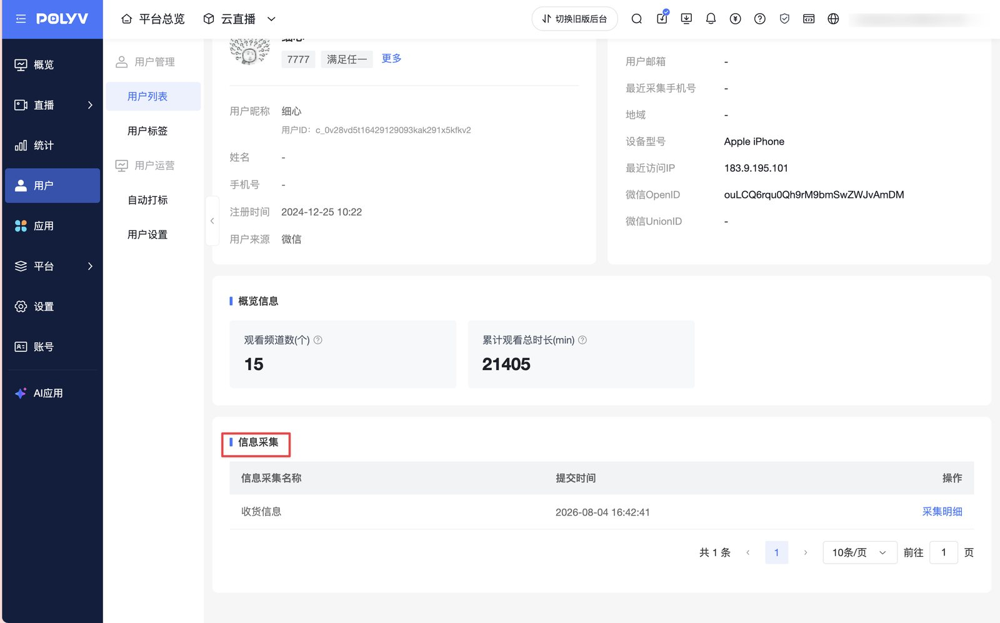 POLYV
平台总览
云直播
切换旧版后台
概览
直播
统计
用户
应用
平台
设置
账号
AI应用
用户管理
用户列表
用户标签
用户运营
自动打标
用户设置
细心
7777
满足任一
更多
用户昵称 细心
用户ID: c_0v28vd5t16429129093kak291x5kfkv2
姓名 -
手机号 -
注册时间 2024-12-25 10:22
用户来源 微信
用户邮箱 -
最近采集手机号 -
地域 -
设备型号 Apple iPhone
最近访问IP 183.9.195.101
微信OpenID ouLCQ6rqu0Qh9rM9bmSwZWJvAmDM
微信UnionID -
概览信息
观看频道数(个)
15
累计观看总时长(min)
21405
信息采集
信息采集名称 提交时间 操作
收货信息 2026-08-04 16:42:41 采集明细
共 1 条 1 10条/页 前往 1 页